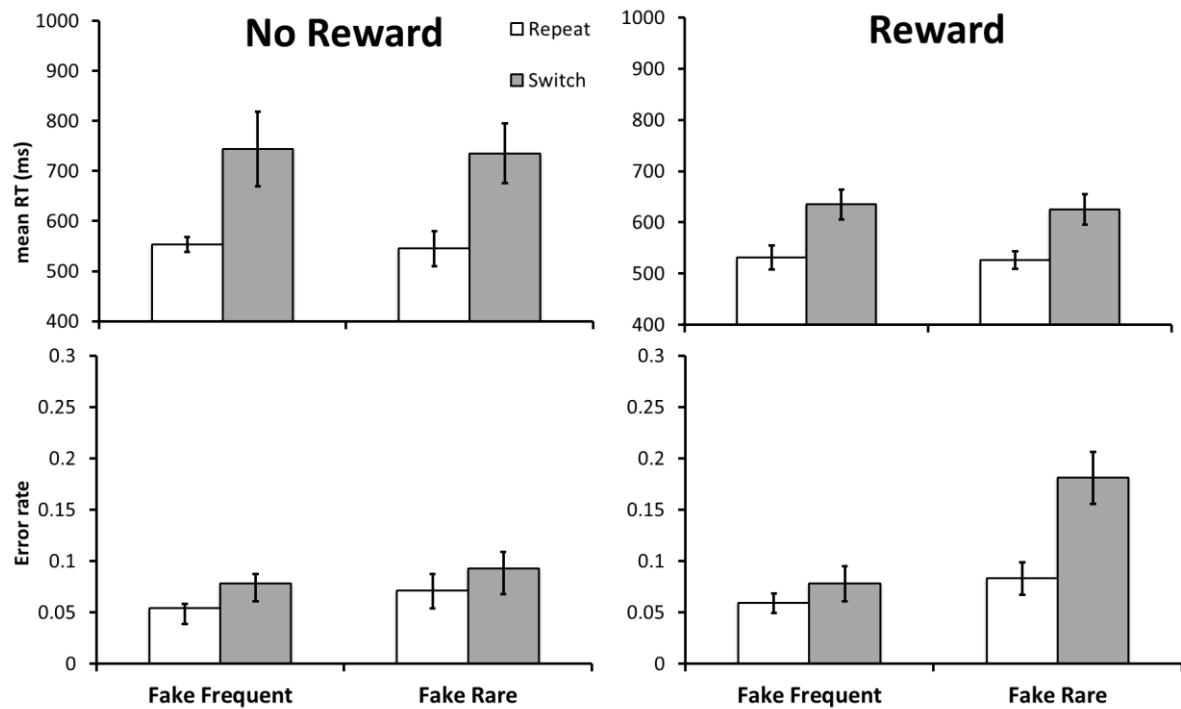 No Reward
Repeat
Switch
mean RT (ms)
1000
900
800
700
600
500
400
Reward
1000
900
800
700
600
500
400
Error rate
0.3
0.25
0.2
0.15
0.1
0.05
0
Fake Frequent
Fake Rare
0.3
0.25
0.2
0.15
0.1
0.05
0
Fake Frequent
Fake Rare